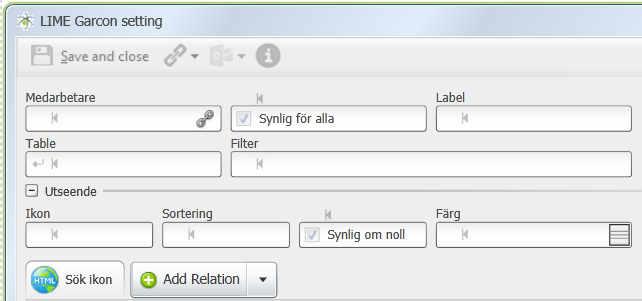 LIME Garcon setting
Save and close
Medarbetare Label
Synlig för alla
Table Filter
Utseende
Ikon Sortering Färg
Synlig om noll
HTML Sök ikon Add Relation